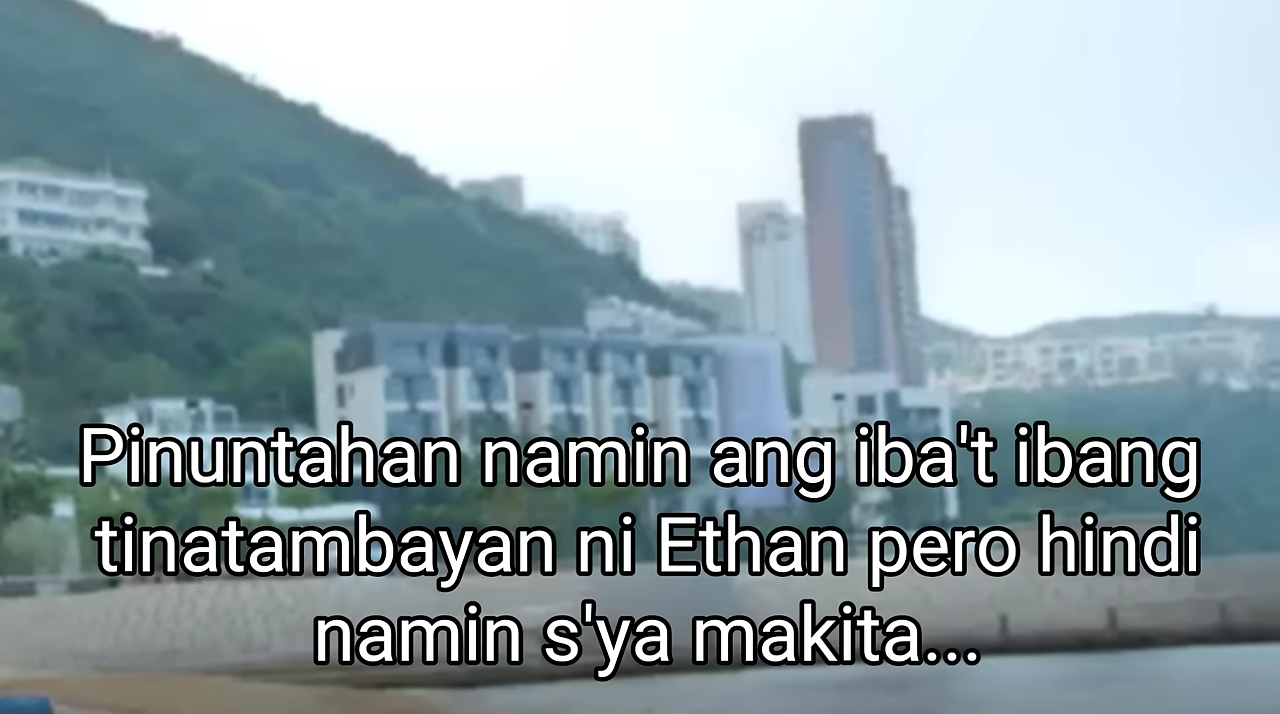 Pinuntahan namin ang iba't ibang
tinatambayan ni Ethan pero hindi
namin s'ya makita...